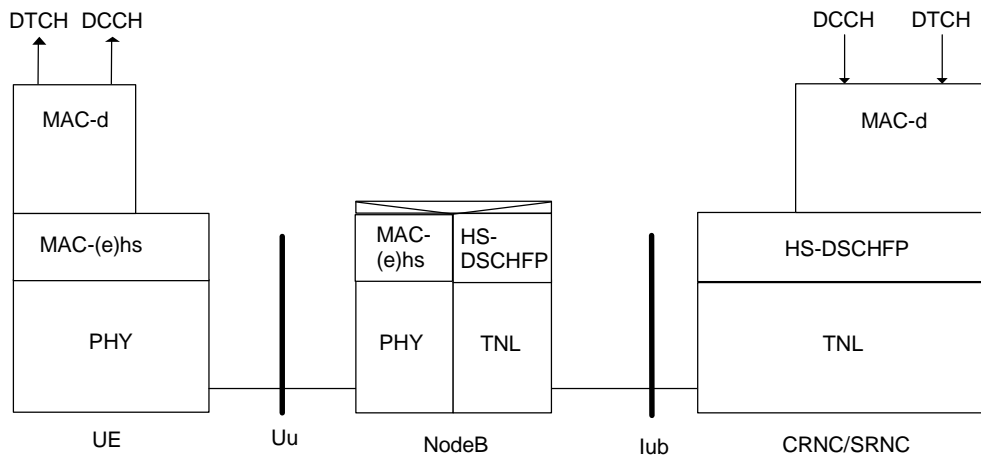 DTCH DCCH
DCCH DTCH
MAC-d
MAC-d
MAC-(e)hs
MAC-
(e)hs
HS-
DSCHFP
HS-DSCHFP
PHY
PHY
TNL
TNL
UE
Uu
NodeB
Iub
CRNC/SRNC